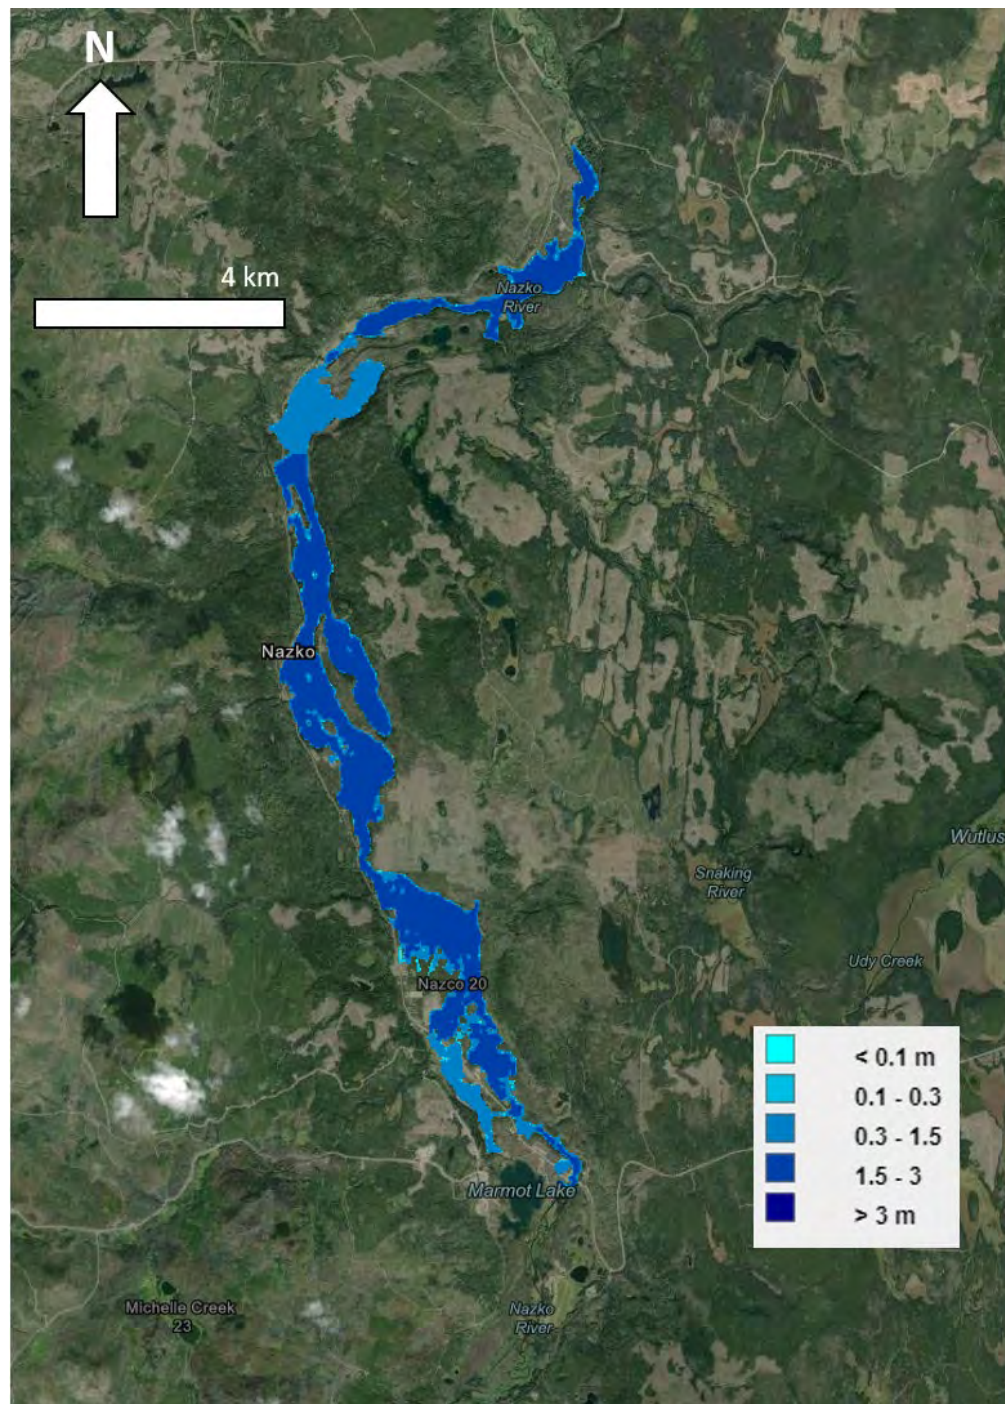 N
4 km
Nazko
River
Nazko
Wutlus
Snaking
River
Udy Creek
Nazco 20
< 0.1 m
0.1 - 0.3
0.3 - 1.5
1.5 - 3
> 3 m
Marmot Lake
Michelle Creek
23
Nazko
River